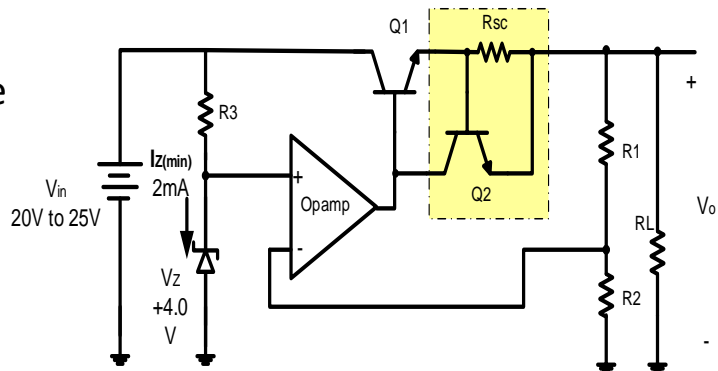 Q1
Rsc
e
R3
+
IZ(min)
2mA
+
R1
Vin
Opamp
Q2
Vo
20V to 25V
RL
-
VZ
R2
+4.0
V
-